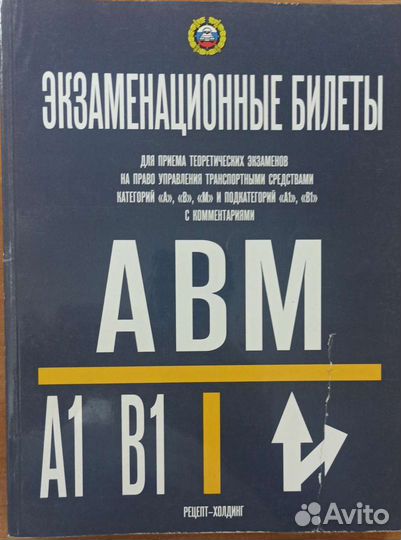 ЭКЗАМЕНАЦИОННЫЕ БИЛЕТЫ
ДЛЯ ПРИЕМА ТЕОРЕТИЧЕСКИХ ЭКЗАМЕНОВ
НА ПРАВО УПРАВЛЕНИЯ ТРАНСПОРТНЫМИ СРЕДСТВАМИ
КАТЕГОРИЙ «А», «В», «М» И ПОДКАТЕГОРИЙ «А1», «В1»
С КОММЕНТАРИЯМИ
АВМ
А1 В1
РЕЦЕПТ-ХОЛДИНГ
Avito